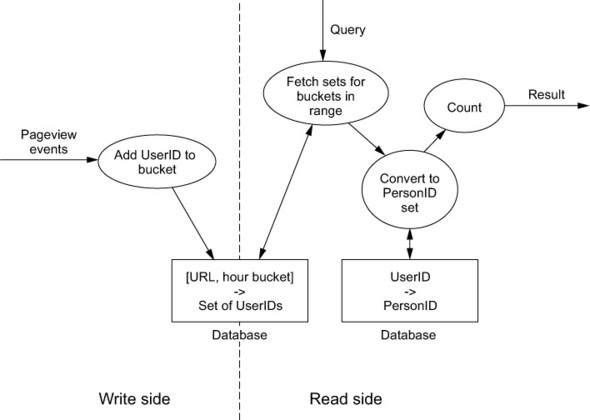 Query
Fetch sets for
buckets in
range
Count
Result
Pageview
events
Add UserID to
bucket
Convert to
PersonID
set
[URL, hour bucket]
->
Set of UserIDs
Database
UserID
->
PersonID
Database
Write side
Read side